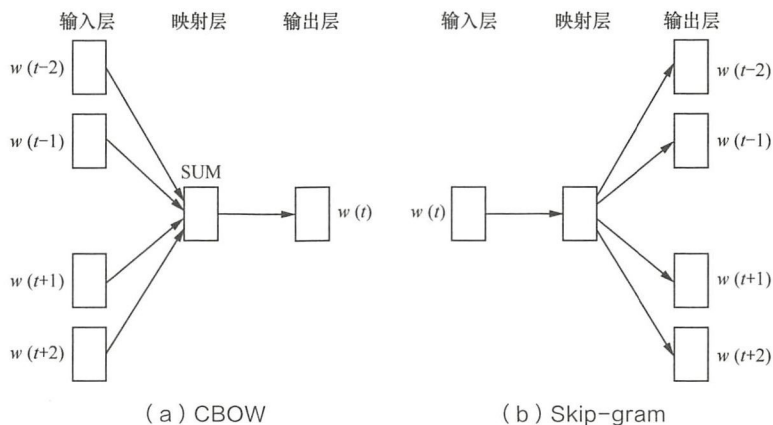 输入层 映射层 输出层 输入层 映射层 输出层
w(t−2) w(t−2)
w(t−1) w(t−1)
SUM
w(t) w(t)
w(t+1) w(t+1)
w(t+2) w(t+2)
(a) CBOW (b) Skip-gram